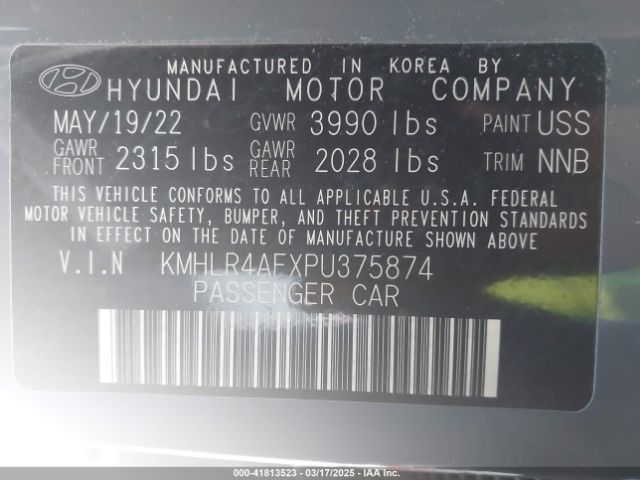 MANUFACTURED IN KOREA BY
HYUNDAI MOTOR COMPANY
MAY/19/22 GVWR 3990 lbs PAINT USS
GAWR FRONT 2315 lbs GAWR REAR 2028 lbs TRIM NNB
THIS VEHICLE CONFORMS TO ALL APPLICABLE U.S.A. FEDERAL
MOTOR VEHICLE SAFETY, BUMPER, AND THEFT PREVENTION STANDARDS
IN EFFECT ON THE DATE OF MANUFACTURE SHOWN ABOVE.
V.I.N KMHLR4AFXPU375874
PASSENGER CAR
000-41813523 - 03/17/2025 - IAA Inc.